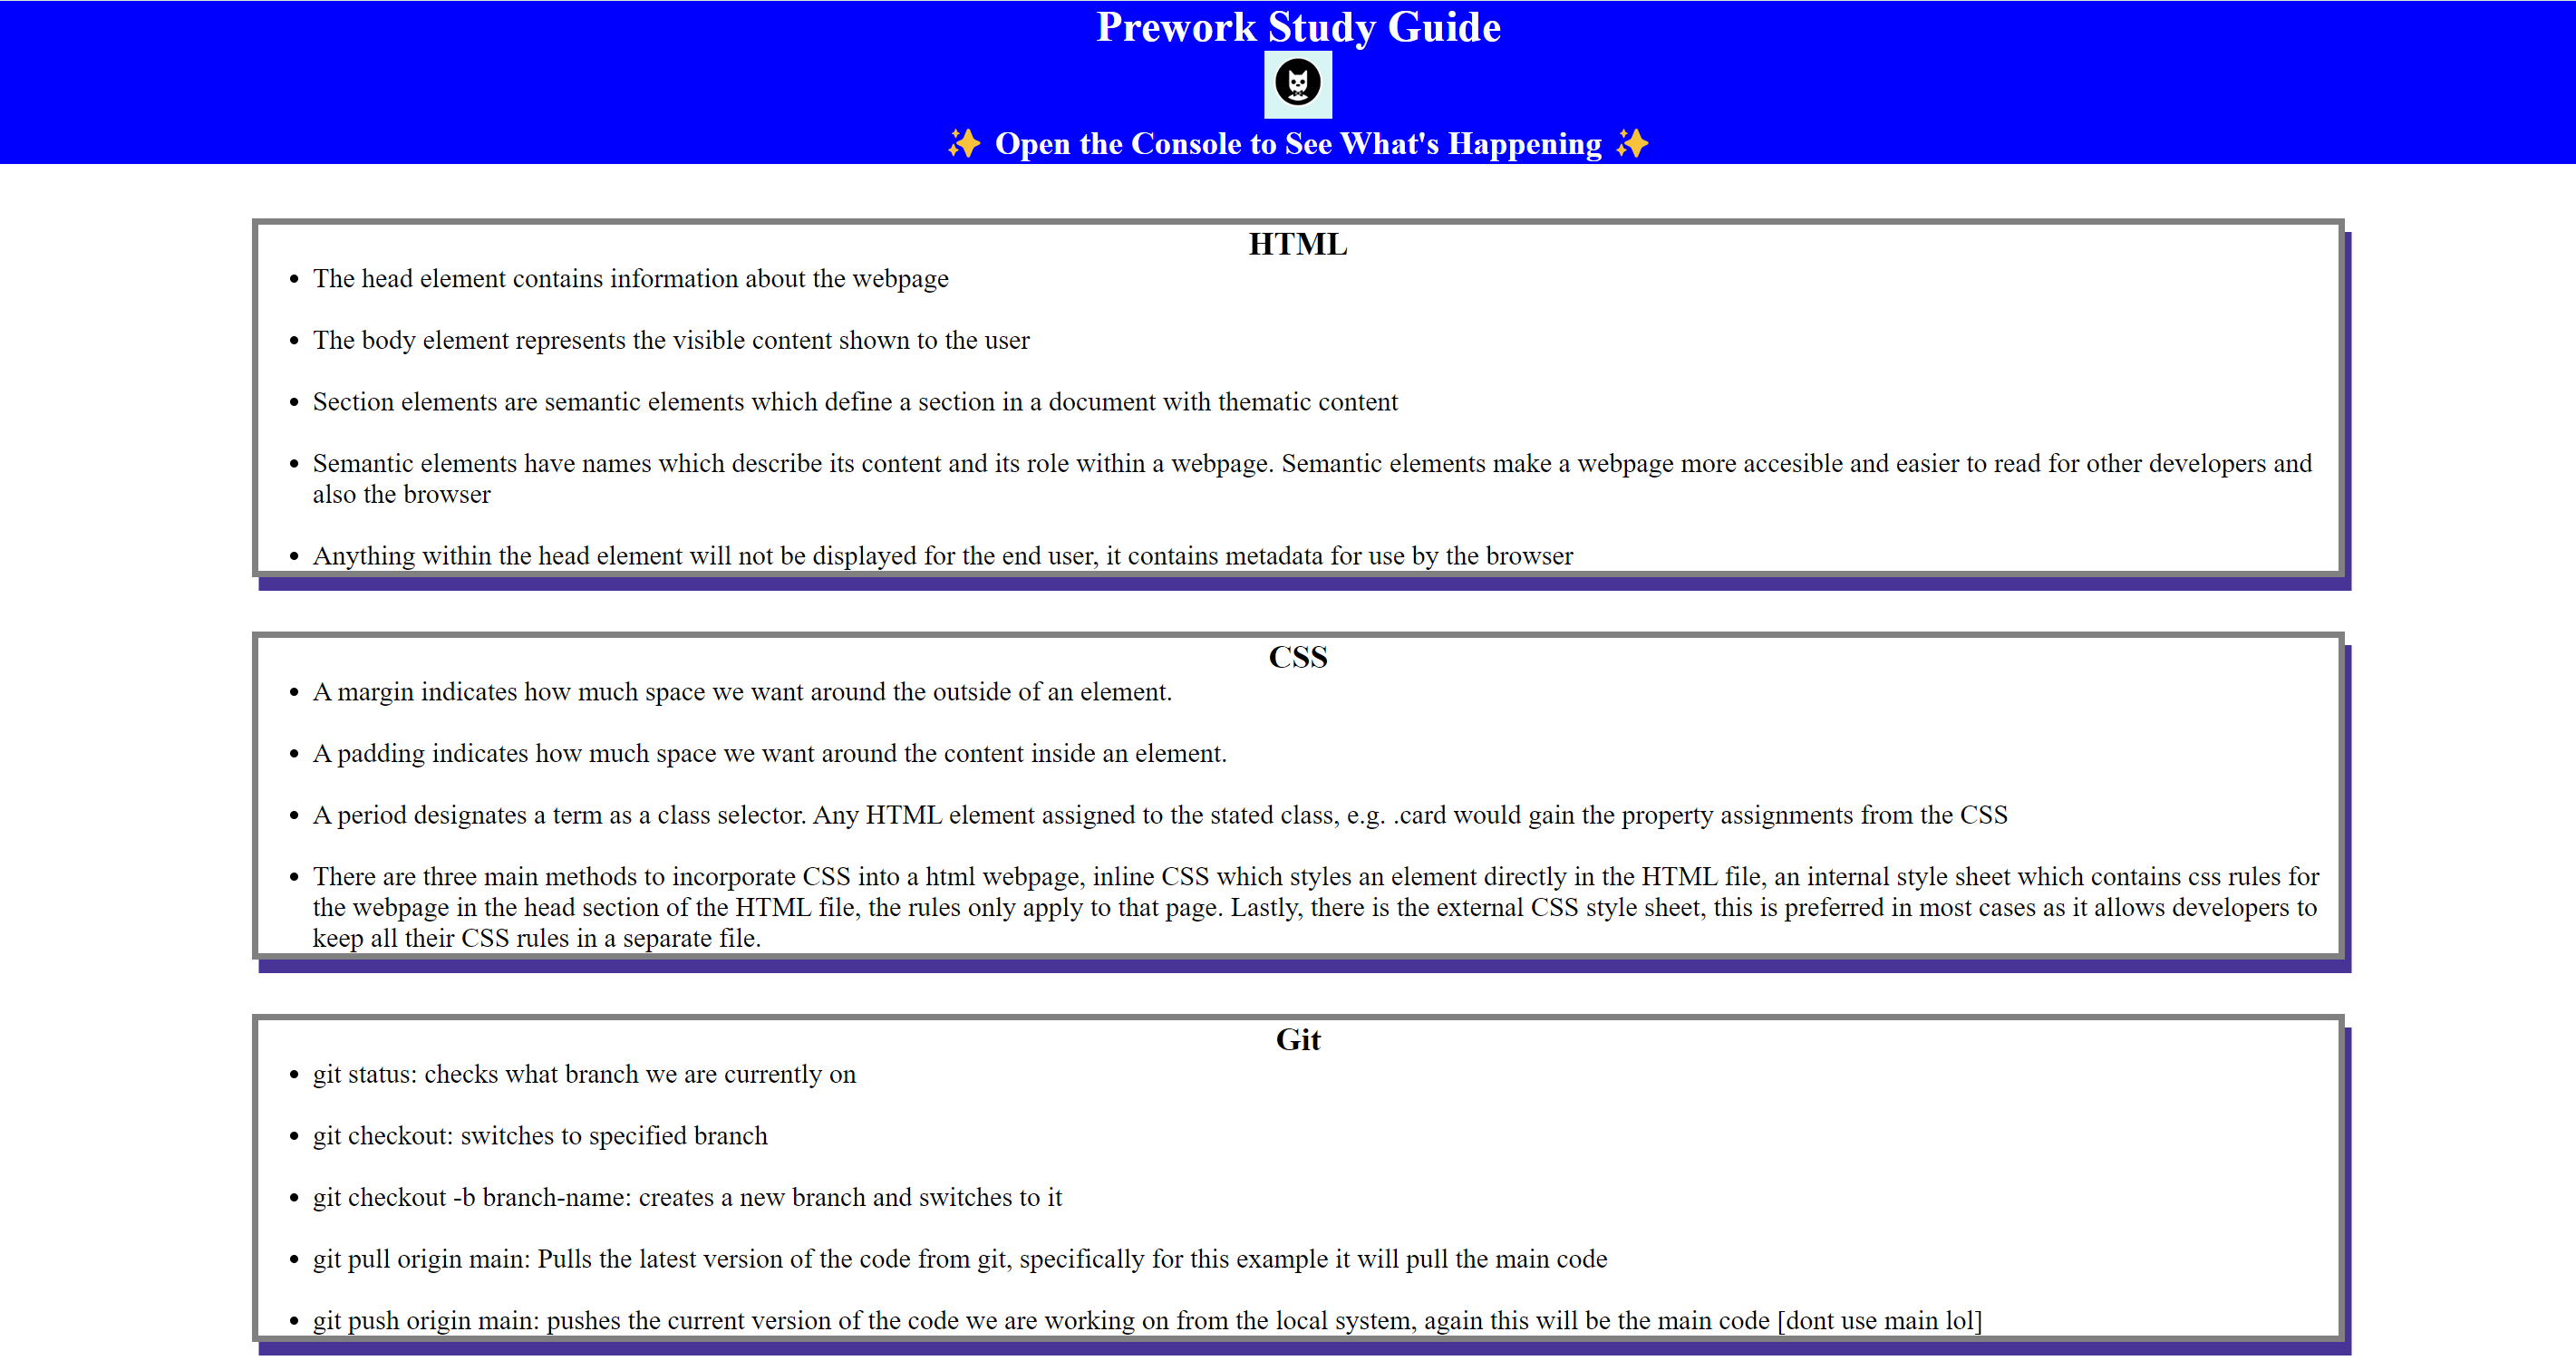 Prework Study Guide
✨ Open the Console to See What's Happening ✨
HTML
• The head element contains information about the webpage
• The body element represents the visible content shown to the user
• Section elements are semantic elements which define a section in a document with thematic content
• Semantic elements have names which describe its content and its role within a webpage. Semantic elements make a webpage more accesible and easier to read for other developers and
also the browser
• Anything within the head element will not be displayed for the end user, it contains metadata for use by the browser
CSS
• A margin indicates how much space we want around the outside of an element.
• A padding indicates how much space we want around the content inside an element.
• A period designates a term as a class selector. Any HTML element assigned to the stated class, e.g. .card would gain the property assignments from the CSS
• There are three main methods to incorporate CSS into a html webpage, inline CSS which styles an element directly in the HTML file, an internal style sheet which contains css rules for
the webpage in the head section of the HTML file, the rules only apply to that page. Lastly, there is the external CSS style sheet, this is preferred in most cases as it allows developers to
keep all their CSS rules in a separate file.
Git
• git status: checks what branch we are currently on
• git checkout: switches to specified branch
• git checkout -b branch-name: creates a new branch and switches to it
• git pull origin main: Pulls the latest version of the code from git, specifically for this example it will pull the main code
• git push origin main: pushes the current version of the code we are working on from the local system, again this will be the main code [dont use main lol]